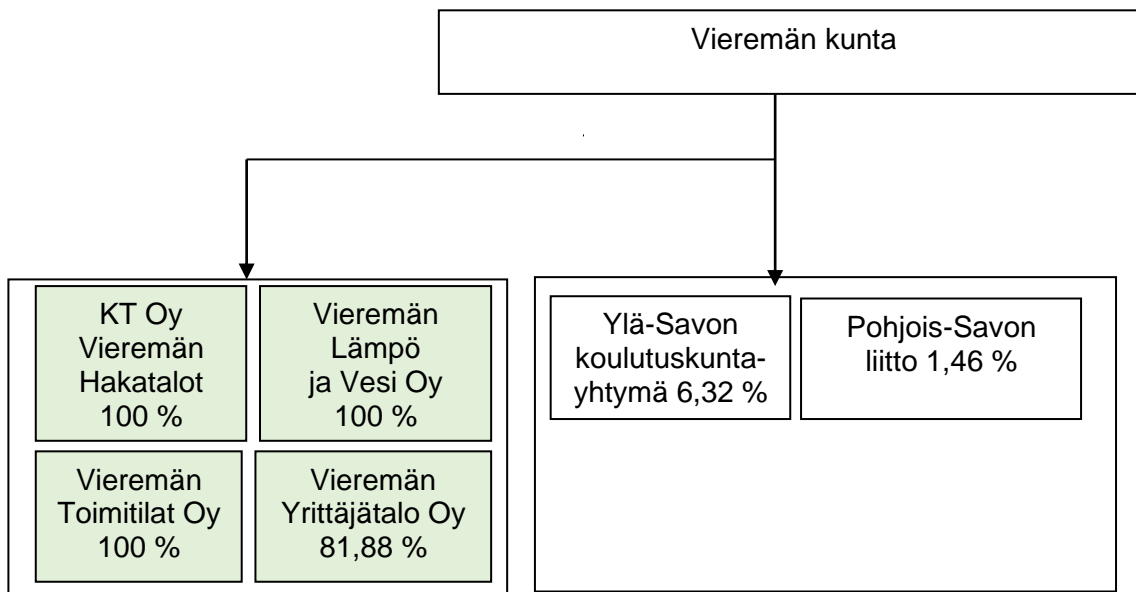 Vieremän kunta
KT Oy
Vieremän
Hakatalot
100 %
Vieremän
Lämpö
ja Vesi Oy
100 %
Vieremän
Toimitilat Oy
100 %
Vieremän
Yrittäjätalo Oy
81,88 %
Ylä-Savon
koulutuskunta-
yhtymä 6,32 %
Pohjois-Savon
liitto 1,46 %